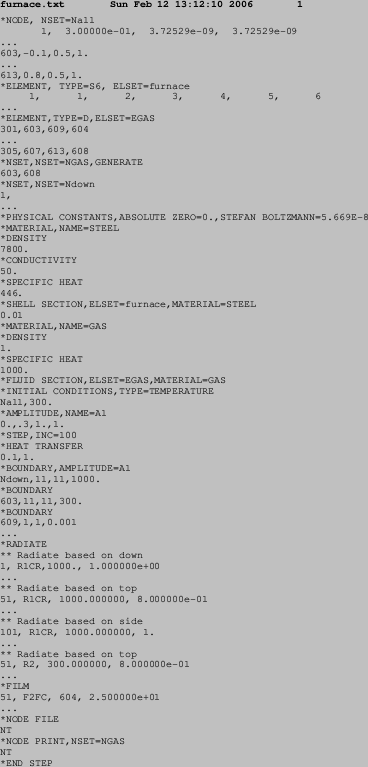 furnace.txt Sun Feb 12 13:12:10 2006 1
*NODE, NSET=Nall
1, 3.00000e-01, 3.72529e-09, 3.72529e-09
...
603,-0.1,0.5,1.
...
613,0.8,0.5,1.
*ELEMENT, TYPE=S6, ELSET=furnace
1, 1, 2, 3, 4, 5, 6
...
*ELEMENT,TYPE=D,ELSET=EGAS
301,603,609,604
...
305,607,613,608
*NSET,NSET=NGAS,GENERATE
603,608
*NSET,NSET=Ndown
1,
...
*PHYSICAL CONSTANTS,ABSOLUTE ZERO=0.,STEFAN BOLTZMANN=5.669E-8
*MATERIAL,NAME=STEEL
*DENSITY
7800.
*CONDUCTIVITY
50.
*SPECIFIC HEAT
446.
*SHELL SECTION,ELSET=furnace,MATERIAL=STEEL
0.01
*MATERIAL,NAME=GAS
*DENSITY
1.
*SPECIFIC HEAT
1000.
*FLUID SECTION,ELSET=EGAS,MATERIAL=GAS
*INITIAL CONDITIONS,TYPE=TEMPERATURE
Nall,300.
*AMPLITUDE,NAME=A1
0.,.3,1.,1.
*STEP,INC=100
*HEAT TRANSFER
0.1,1.
*BOUNDARY,AMPLITUDE=A1
Ndown,11,11,1000.
*BOUNDARY
603,11,11,300.
*BOUNDARY
609,1,1,0.001
...
*RADIATE
** Radiate based on down
1, R1CR,1000., 1.000000e+00
...
** Radiate based on top
51, R1CR, 1000.000000, 8.000000e-01
...
** Radiate based on side
101, R1CR, 1000.000000, 1.
...
** Radiate based on top
51, R2, 300.000000, 8.000000e-01
...
*FILM
51, F2FC, 604, 2.500000e+01
...
*NODE FILE
NT
*NODE PRINT,NSET=NGAS
NT
*END STEP